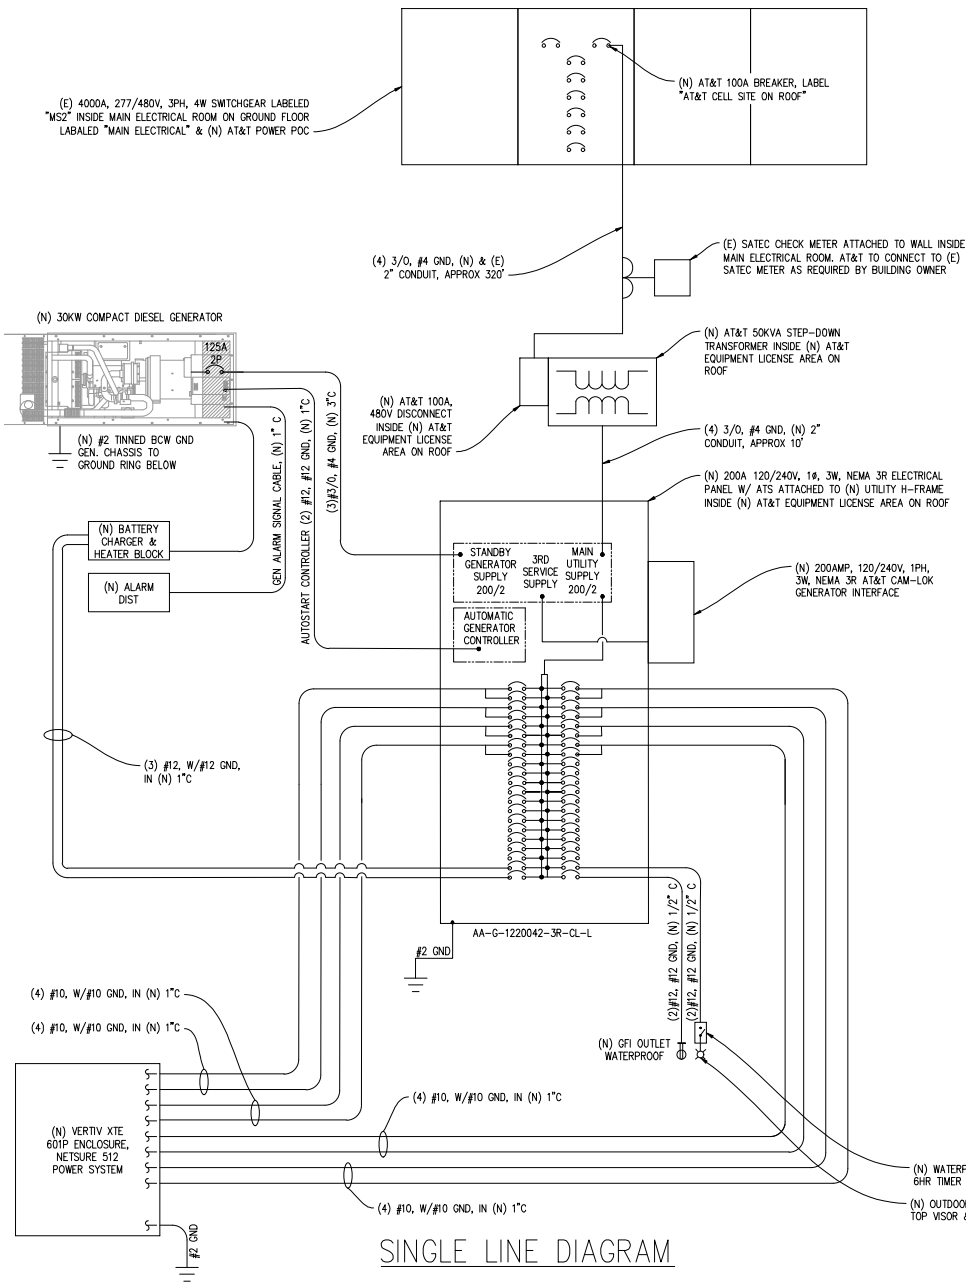 (N) AT&T 100A BREAKER, LABEL
"AT&T CELL SITE ON ROOF"
(E) 4000A, 277/480V, 3PH, 4W SWITCHGEAR LABELED
"MS2" INSIDE MAIN ELECTRICAL ROOM ON GROUND FLOOR
LABALED "MAIN ELECTRICAL" & (N) AT&T POWER POC
(4) 3/0, #4 GND, (N) & (E)
2" CONDUIT, APPROX 320'
(E) SATEC CHECK METER ATTACHED TO WALL INSIDE
MAIN ELECTRICAL ROOM. AT&T TO CONNECT TO (E)
SATEC METER AS REQUIRED BY BUILDING OWNER
(N) 30KW COMPACT DIESEL GENERATOR
125A
2P
(N) AT&T 50KVA STEP-DOWN
TRANSFORMER INSIDE (N) AT&T
EQUIPMENT LICENSE AREA ON
ROOF
(N) AT&T 100A,
480V DISCONNECT
INSIDE (N) AT&T
EQUIPMENT LICENSE
AREA ON ROOF
(N) #2 TINNED BCW GND
GEN. CHASSIS TO
GROUND RING BELOW
(4) 3/0, #4 GND, (N) 2"
CONDUIT, APPROX 10'
GEN ALARM SIGNAL CABLE, (N) 1" C
AUTOSTART CONTROLLER (2) #12, #12 GND, (N) 1"C
(3)#3/0, #4 GND, (N) 3"C
(N) 200A 120/240V, 1ø, 3W, NEMA 3R ELECTRICAL
PANEL W/ ATS ATTACHED TO (N) UTILITY H-FRAME
INSIDE (N) AT&T EQUIPMENT LICENSE AREA ON ROOF
(N) BATTERY
CHARGER &
HEATER BLOCK
(N) ALARM
DIST
STANDBY
GENERATOR
SUPPLY
200/2
3RD
SERVICE
SUPPLY
MAIN
UTILITY
SUPPLY
200/2
(N) 200AMP, 120/240V, 1PH,
3W, NEMA 3R AT&T CAM-LOK
GENERATOR INTERFACE
AUTOMATIC
GENERATOR
CONTROLLER
(3) #12, W/#12 GND,
IN (N) 1"C
AA-G-1220042-3R-CL-L
#2 GND
(2)#12, #12 GND, (N) 1/2" C
(2)#12, #12 GND, (N) 1/2" C
(4) #10, W/#10 GND, IN (N) 1"C
(4) #10, W/#10 GND, IN (N) 1"C
(N) GFI OUTLET
WATERPROOF
(N) VERTIV XTE
601P ENCLOSURE,
NETSURE 512
POWER SYSTEM
(4) #10, W/#10 GND, IN (N) 1"C
(N)
6HR TIMER
(N)
TOP VISOR &
(4) #10, W/#10 GND, IN (N) 1"C
#2 GND
SINGLE LINE DIAGRAM